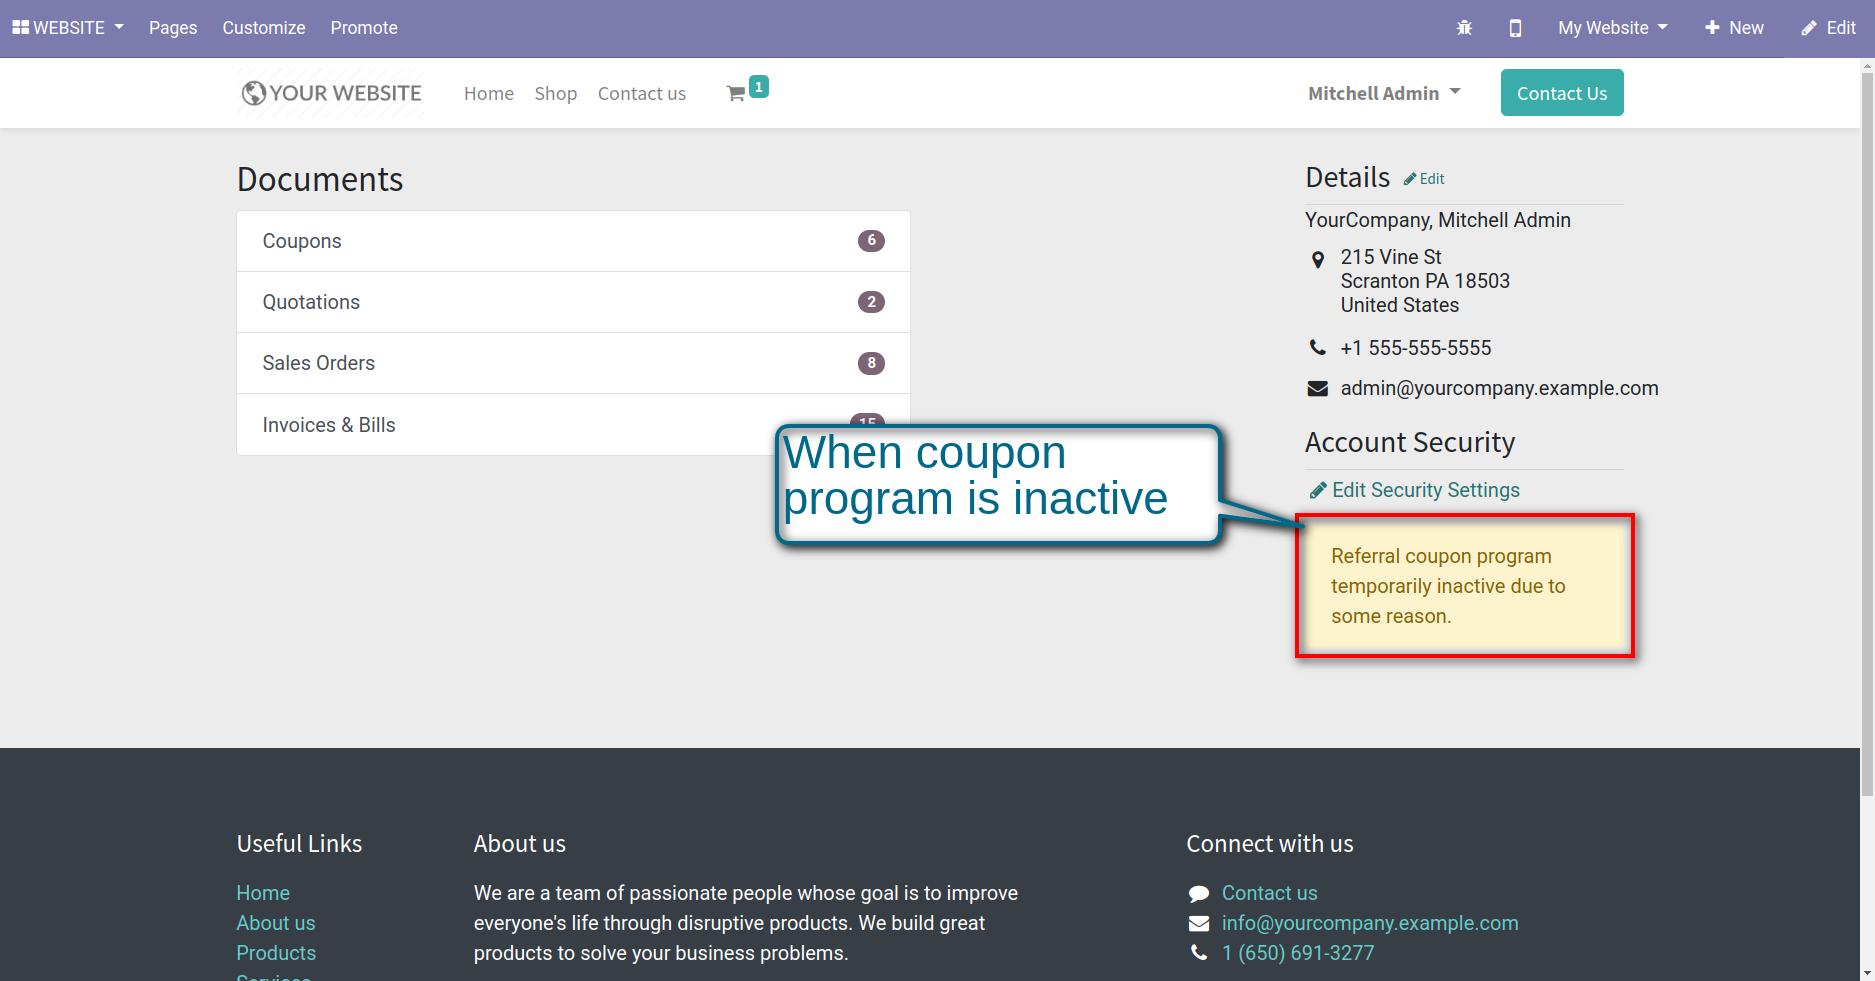 WEBSITE Pages Customize Promote My Website + New Edit
YOUR WEBSITE Home Shop Contact us 1 Mitchell Admin Contact Us
Documents
Coupons 6
Quotations 2
Sales Orders 8
Invoices & Bills 15
Details Edit
YourCompany, Mitchell Admin
215 Vine St
Scranton PA 18503
United States
+1 555-555-5555
admin@yourcompany.example.com
Account Security
Edit Security Settings
When coupon
program is inactive
Referral coupon program
temporarily inactive due to
some reason.
Useful Links
Home
About us
Products
Services
About us
We are a team of passionate people whose goal is to improve
everyone's life through disruptive products. We build great
products to solve your business problems.
Connect with us
Contact us
info@yourcompany.example.com
1 (650) 691-3277